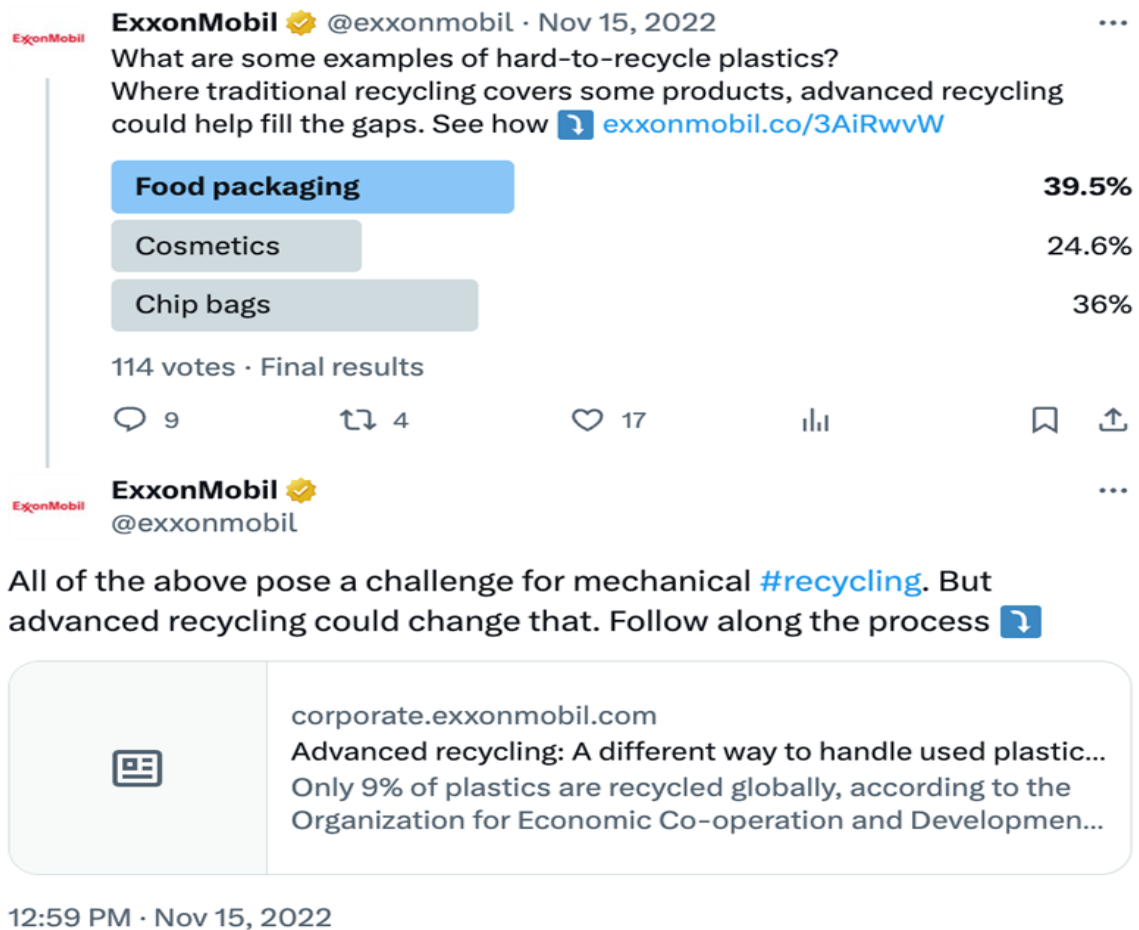 ExxonMobil
ExxonMobil @exxonmobil · Nov 15, 2022
What are some examples of hard-to-recycle plastics?
Where traditional recycling covers some products, advanced recycling
could help fill the gaps. See how ⤵️ exxonmobil.co/3AiRwvW
Food packaging 39.5%
Cosmetics 24.6%
Chip bags 36%
114 votes · Final results
9 4 17
ExxonMobil
ExxonMobil
@exxonmobil
All of the above pose a challenge for mechanical #recycling. But
advanced recycling could change that. Follow along the process ⤵️
corporate.exxonmobil.com
Advanced recycling: A different way to handle used plastic...
Only 9% of plastics are recycled globally, according to the
Organization for Economic Co-operation and Developmen...
12:59 PM · Nov 15, 2022